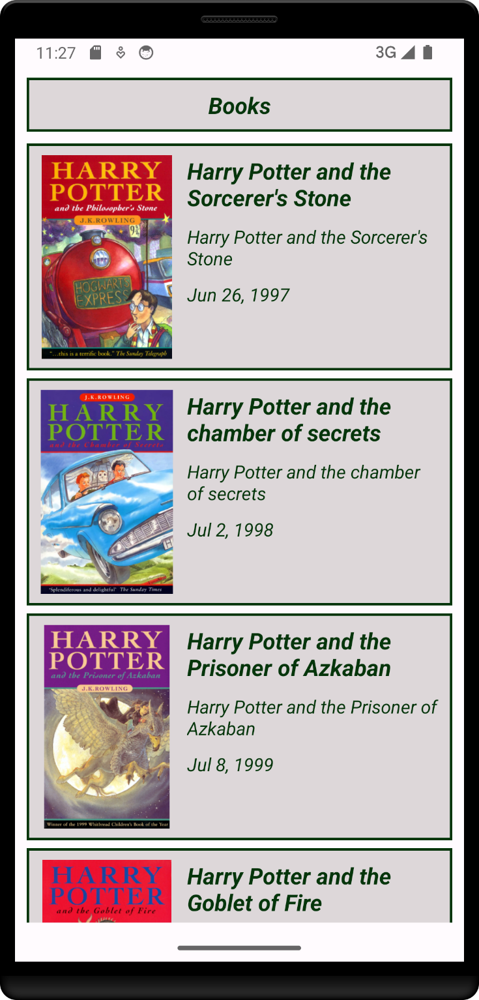 11:27
3G
Books
HARRY
POTTER
and the Philosopher's Stone
J.K.ROWLING
9¾
HOGWARTS
EXPRESS
"...this is a terrific book." The Sunday Telegraph
Harry Potter and the
Sorcerer's Stone
Harry Potter and the Sorcerer's
Stone
Jun 26, 1997
J.K.ROWLING
HARRY
POTTER
and the Chamber of Secrets
'Splendiferous and delightful' The Sunday Times
Harry Potter and the
chamber of secrets
Harry Potter and the chamber
of secrets
Jul 2, 1998
HARRY
POTTER
and the Prisoner of Azkaban
J.K.ROWLING
Winner of the 1999 Whitbread Children's Book of the Year
Harry Potter and the
Prisoner of Azkaban
Harry Potter and the Prisoner of
Azkaban
Jul 8, 1999
HARRY
POTTER
and the Goblet of Fire
Harry Potter and the
Goblet of Fire